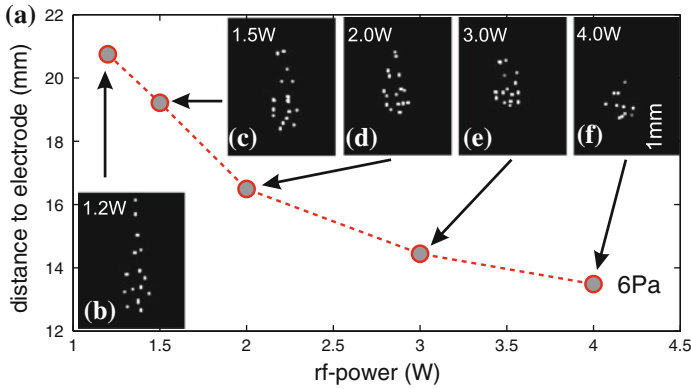 (a)
22
20
18
16
14
12
distance to electrode (mm)
1.5W
(c)
2.0W
(d)
3.0W
(e)
4.0W
(f)
1mm
1.2W
(b)
6Pa
1
1.5
2
2.5
3
3.5
4
4.5
rf-power (W)